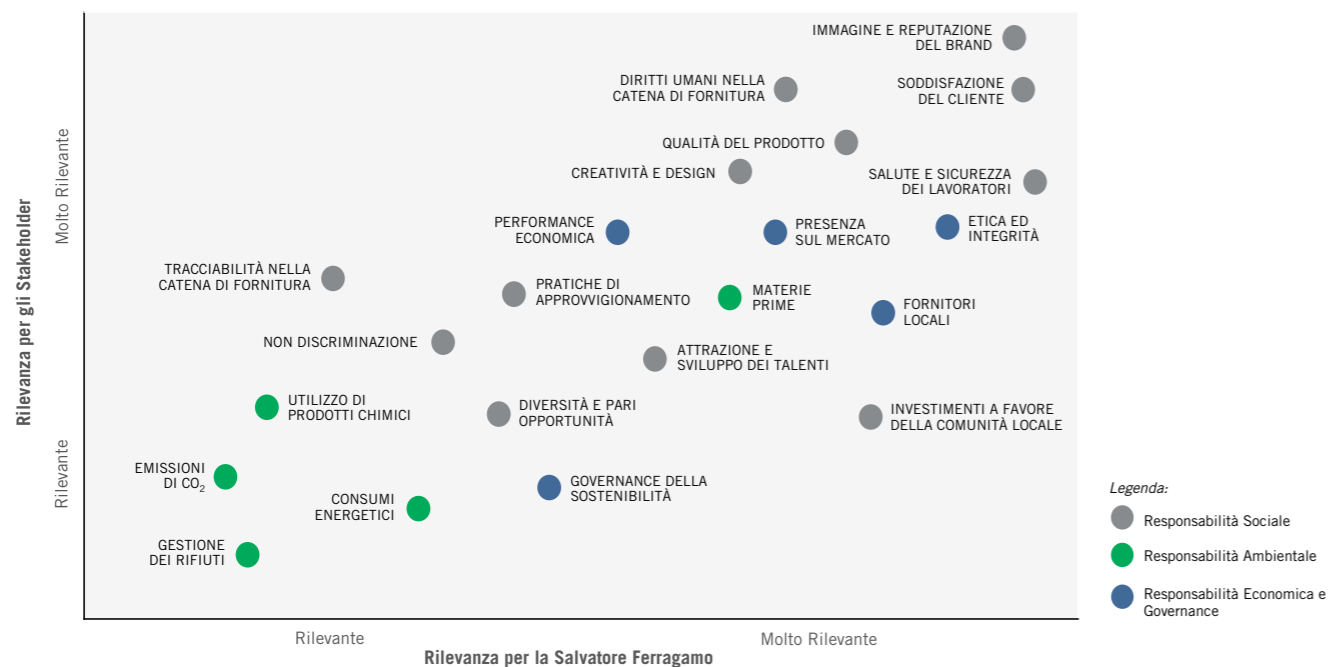 IMMAGINE E REPUTAZIONE
DEL BRAND
DIRITTI UMANI NELLA
CATENA DI FORNITURA
SODDISFAZIONE
DEL CLIENTE
QUALITÀ DEL PRODOTTO
CREATIVITÀ E DESIGN
SALUTE E SICUREZZA
DEI LAVORATORI
PERFORMANCE
ECONOMICA
PRESENZA
SUL MERCATO
ETICA ED
INTEGRITÀ
TRACCIABILITÀ NELLA
CATENA DI FORNITURA
PRATICHE DI
APPROVVIGIONAMENTO
MATERIE
PRIME
FORNITORI
LOCALI
NON DISCRIMINAZIONE
ATTRAZIONE E
SVILUPPO DEI TALENTI
UTILIZZO DI
PRODOTTI CHIMICI
DIVERSITÀ E PARI
OPPORTUNITÀ
INVESTIMENTI A FAVORE
DELLA COMUNITÀ LOCALE
EMISSIONI
DI CO₂
CONSUMI
ENERGETICI
GOVERNANCE DELLA
SOSTENIBILITÀ
GESTIONE
DEI RIFIUTI
Rilevanza per gli Stakeholder
Molto Rilevante
Rilevante
Rilevante
Molto Rilevante
Rilevanza per la Salvatore Ferragamo
Legenda:
Responsabilità Sociale
Responsabilità Ambientale
Responsabilità Economica e
Governance